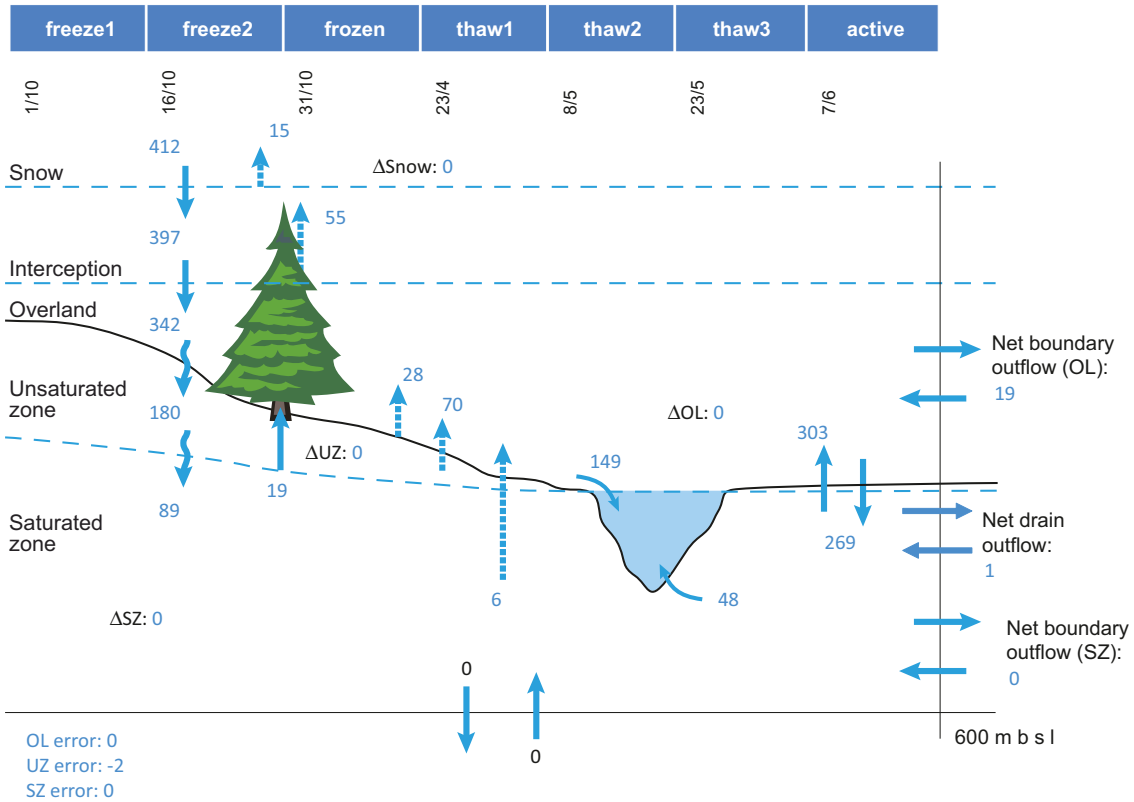 freeze1 freeze2 frozen thaw1 thaw2 thaw3 active
1/10 16/10 31/10 23/4 8/5 23/5 7/6
412 15
ΔSnow: 0
Snow
397 55
Interception
Overland
342
Unsaturated
zone
180
28
70
ΔOL: 0
Net boundary
outflow (OL):
19
ΔUZ: 0
303
149
19
89
Saturated
zone
269
Net drain
outflow:
1
6
48
ΔSZ: 0
Net boundary
outflow (SZ):
0
0
0
600 m b s l
OL error: 0
UZ error: -2
SZ error: 0